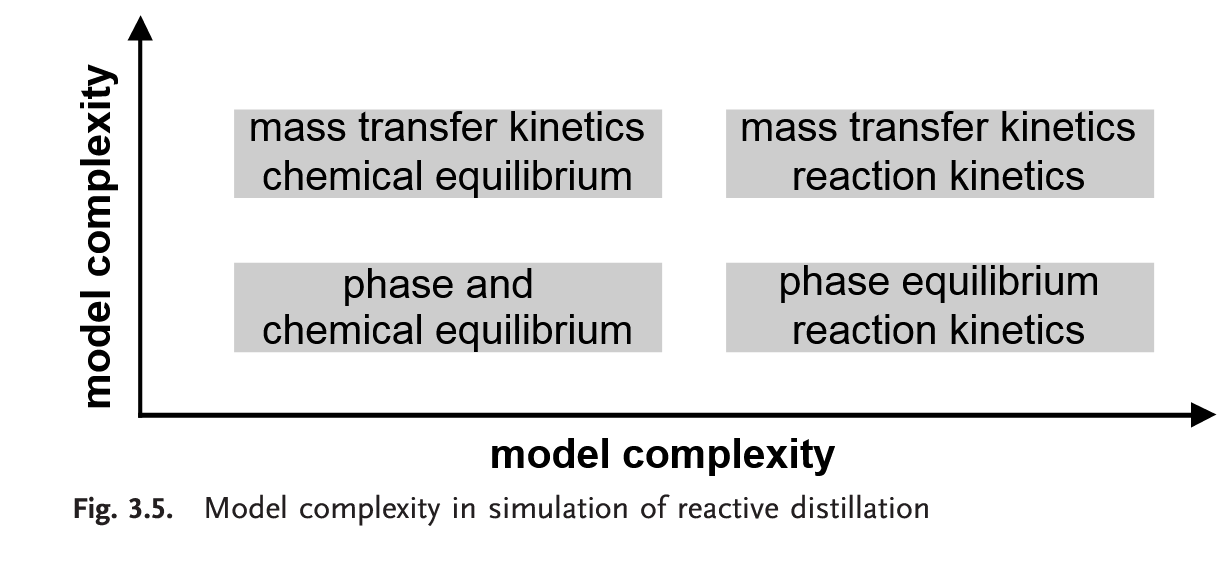 model complexity
mass transfer kinetics
chemical equilibrium
mass transfer kinetics
reaction kinetics
phase and
chemical equilibrium
phase equilibrium
reaction kinetics
model complexity
Fig. 3.5. Model complexity in simulation of reactive distillation